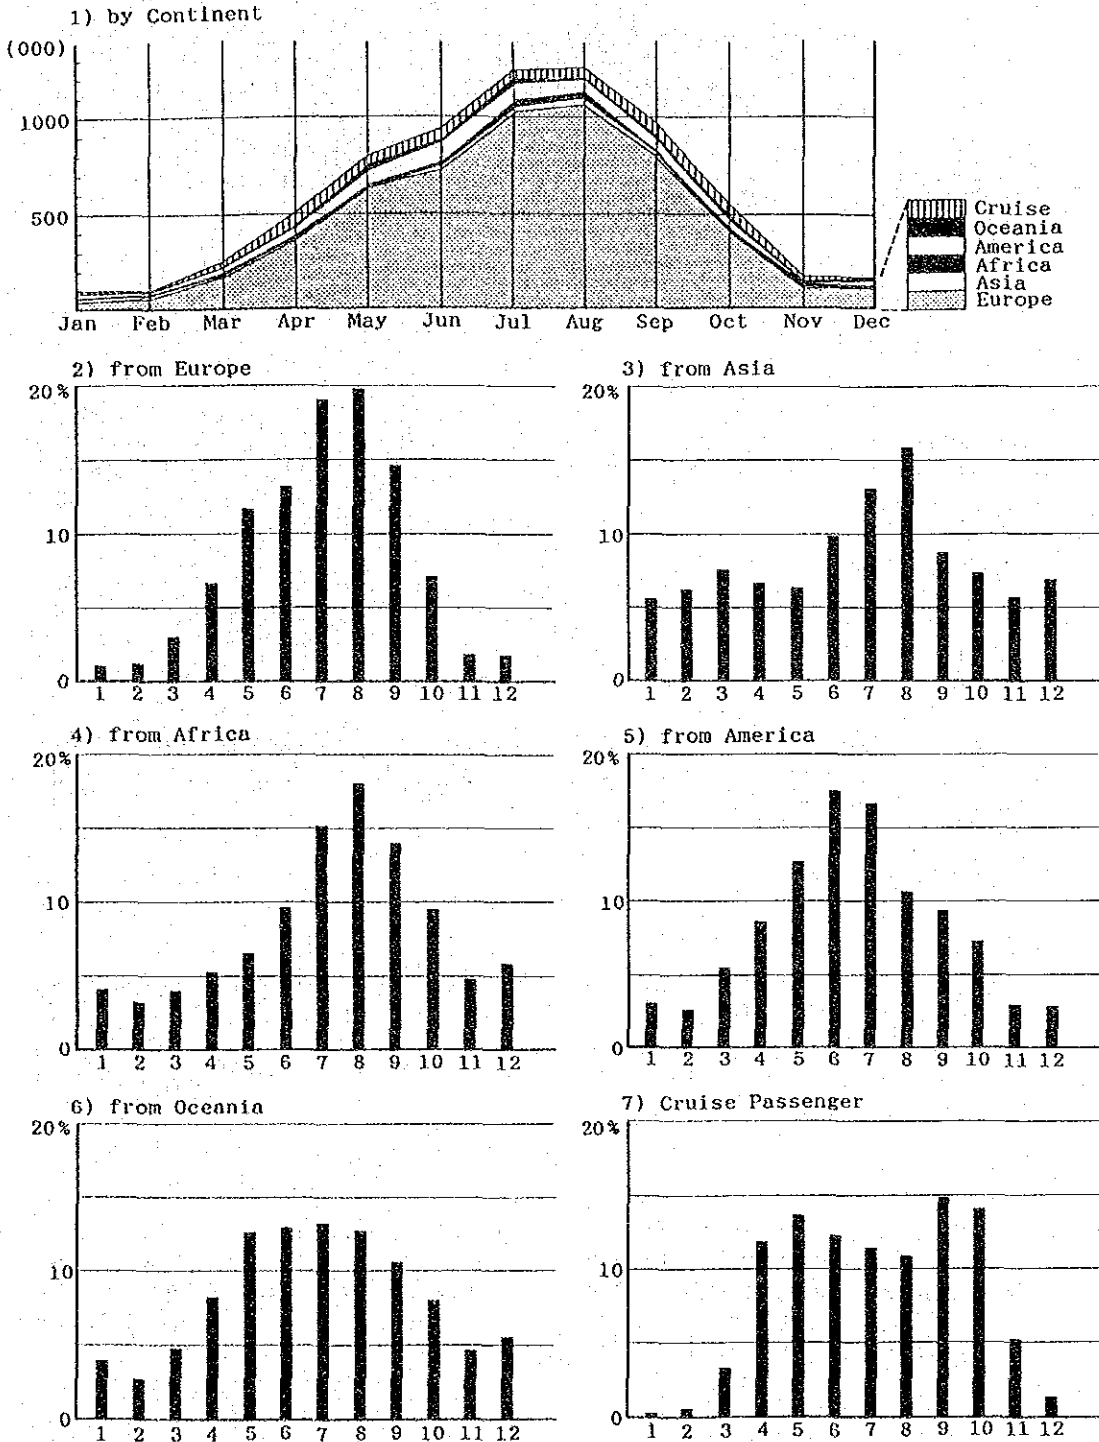 1) by Continent
(000)
1000
500
Jan Feb Mar Apr May Jun Jul Aug Sep Oct Nov Dec
Cruise
Oceania
America
Africa
Asia
Europe
2) from Europe
20%
10
0
1 2 3 4 5 6 7 8 9 10 11 12
3) from Asia
20%
10
0
1 2 3 4 5 6 7 8 9 10 11 12
4) from Africa
20%
10
0
1 2 3 4 5 6 7 8 9 10 11 12
5) from America
20%
10
0
1 2 3 4 5 6 7 8 9 10 11 12
6) from Oceania
20%
10
0
1 2 3 4 5 6 7 8 9 10 11 12
7) Cruise Passenger
20%
10
0
1 2 3 4 5 6 7 8 9 10 11 12